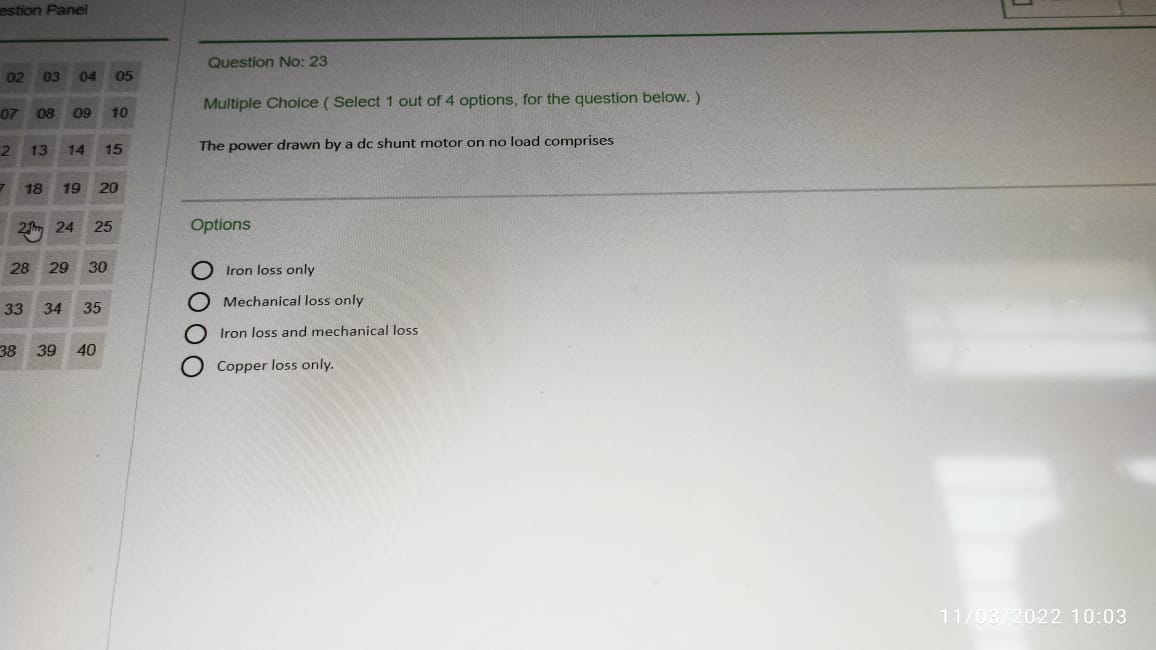 estion Panel
Question No: 23
02 03 04 05
Multiple Choice ( Select 1 out of 4 options, for the question below. )
07 08 09 10
The power drawn by a dc shunt motor on no load comprises
2 13 14 15
7 18 19 20
Options
24 25
Iron loss only
28 29 30
Mechanical loss only
33 34 35
Iron loss and mechanical loss
38 39 40
Copper loss only.
11/03/2022 10:03